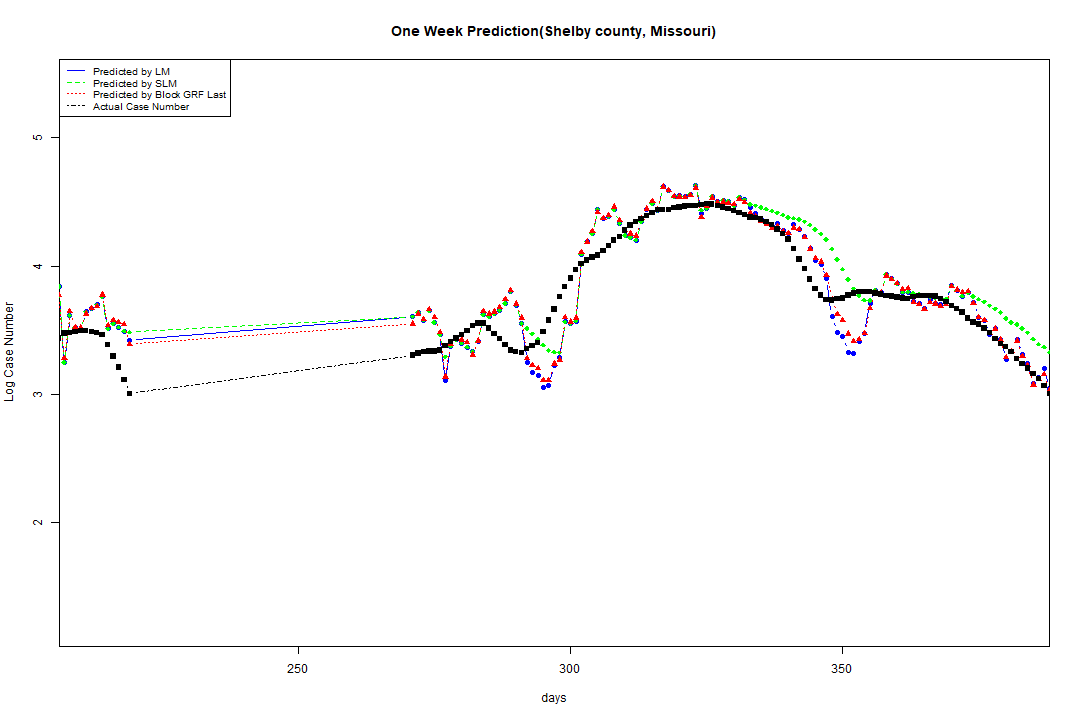 One Week Prediction(Shelby county, Missouri)
Predicted by LM
Predicted by SLM
Predicted by Block GRF Last
Actual Case Number
5
4
3
2
Log Case Number
250
300
350
days